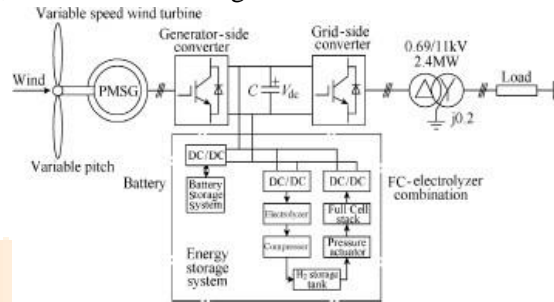 Variable speed wind turbine
Generator-side
converter
Grid-side
converter
0.69/11kV
2.4MW
Wind
PMSG
C
Vdc
Load
j0.2
Variable pitch
DC/DC
Battery
Battery
Storage
system
DC/DC
DC/DC
FC-electrolyzer
combination
Electrolyzer
Full Cell
stack
Compressor
Pressure
actuator
Energy
storage
system
H2 storage
tank